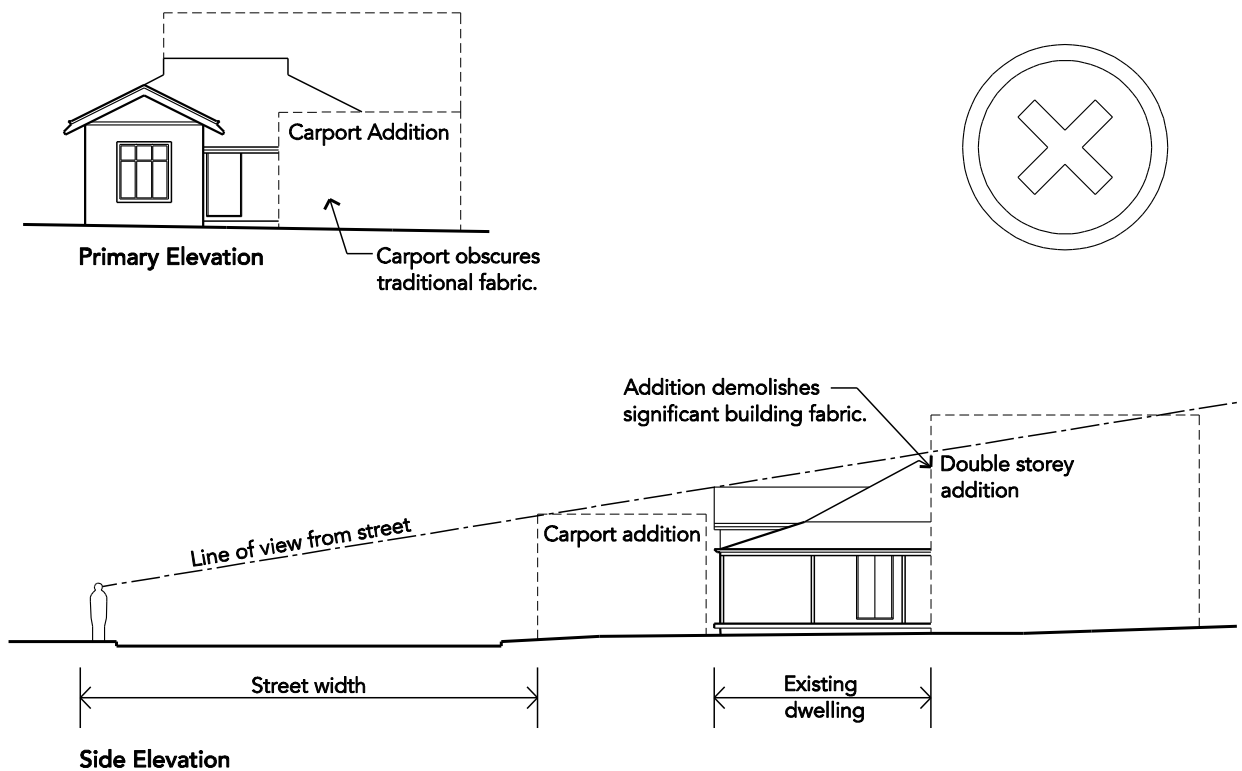 Carport Addition
Primary Elevation
Carport obscures
traditional fabric.
Addition demolishes
significant building fabric.
Double storey
addition
Line of view from street
Carport addition
Street width
Existing
dwelling
Side Elevation